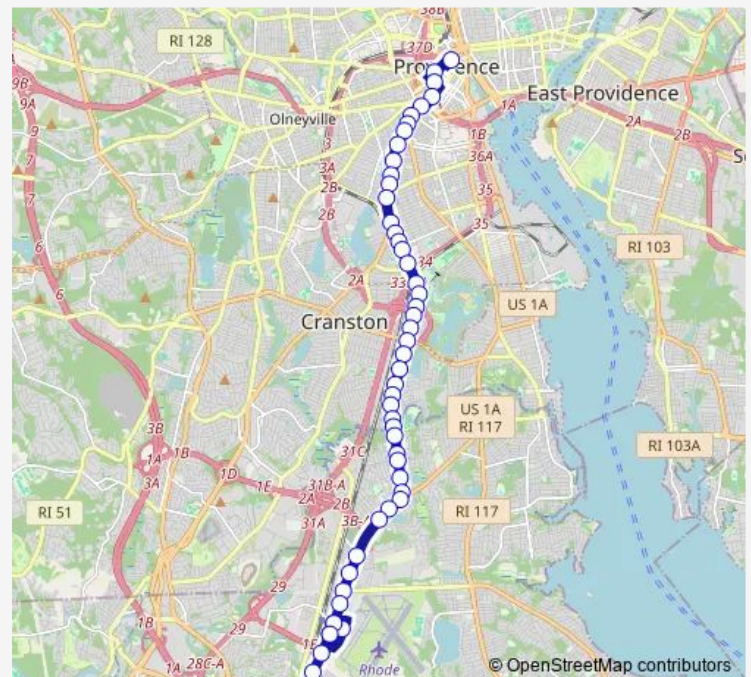 38B
RI 128
37D
Providence
9B
9A
East Providence
1A
Olneyville
9
3
2A
1B
2B
7
3A
36A
2B
35
6
2B
35
34
RI 103
6
2A
33
US 1A
Cranston
US 1A
RI 117
3B
31C
RI 103A
1B
1A
1D
3A
1E
31B-A
2A
2B
RI 51
31A
RI 117
29
1B
29
1A
28C-A
Rhode
© OpenStreetMap contributors